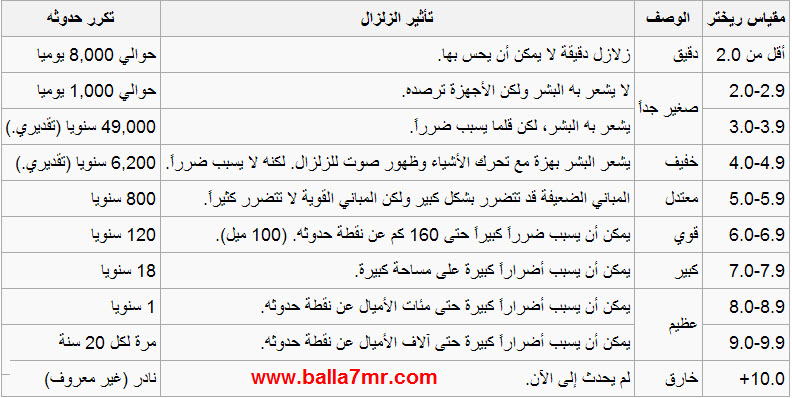 مقياس ريختر الوصف تأثير الزلزال تكرر حدوثه
أقل من 2.0 دقيق زلازل دقيقة لا يمكن أن يحس بها. حوالي 8,000 يوميا
2.0-2.9 صغير جداً لا يشعر به البشر ولكن الأجهزة ترصده. حوالي 1,000 يوميا
3.0-3.9 يشعر به البشر، لكن قلما يسبب ضرراً. 49,000 سنويا (تقديري.)
4.0-4.9 خفيف يشعر البشر بهزة مع تحرك الأشياء وظهور صوت للزلزال. لكنه لا يسبب ضرراً. 6,200 سنويا (تقديري.)
5.0-5.9 معتدل المباني الضعيفة قد تتضرر بشكل كبير ولكن المباني القوية لا تتضرر كثيراً. 800 سنويا
6.0-6.9 قوي يمكن أن يسبب ضرراً كبيراً حتى 160 كم عن نقطة حدوثه. (100 ميل). 120 سنويا
7.0-7.9 كبير يمكن أن يسبب أضراراً كبيرة على مساحة كبيرة. 18 سنويا
8.0-8.9 عظيم يمكن أن يسبب أضراراً كبيرة حتى مئات الأميال عن نقطة حدوثه. 1 سنويا
9.0-9.9 يمكن أن يسبب أضراراً كبيرة حتى آلاف الأميال عن نقطة حدوثه. مرة لكل 20 سنة
10.0+ خارق لم يحدث إلى الآن. www.balla7mr.com نادر (غير معروف)